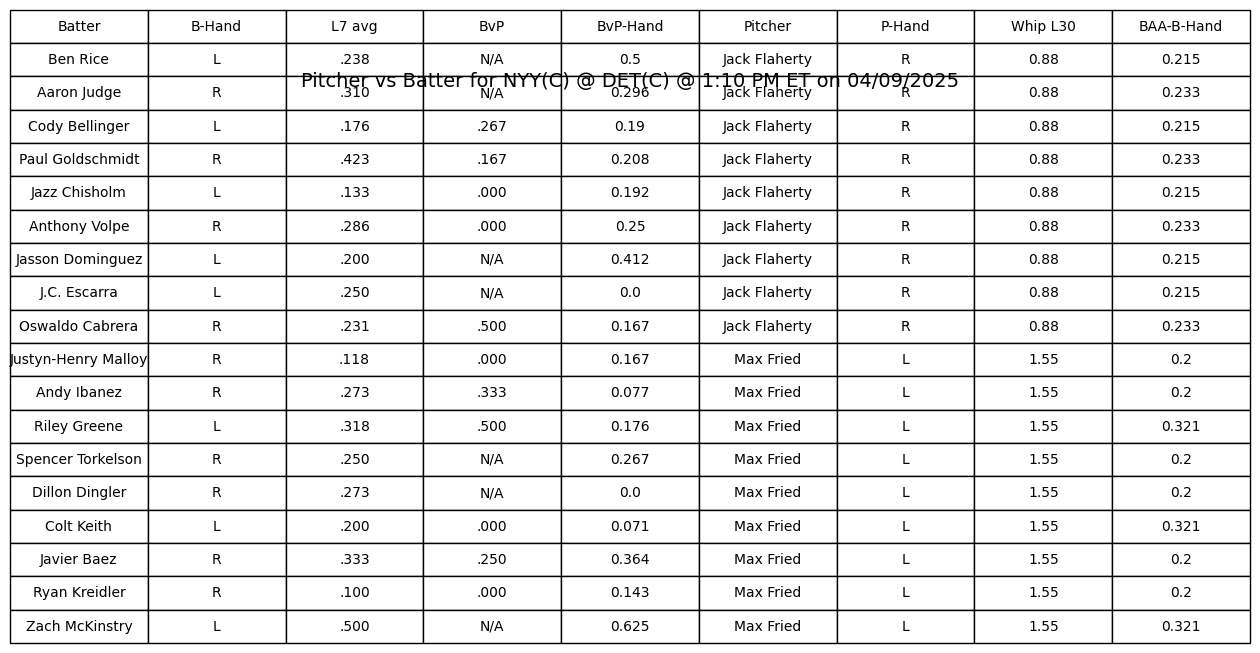 Batter B-Hand L7 avg BvP BvP-Hand Pitcher P-Hand Whip L30 BAA-B-Hand
Ben Rice L .238 N/A 0.5 Jack Flaherty R 0.88 0.215
Pitcher vs Batter for NYY(C) @ DET(C) @ 1:10 PM ET on 04/09/2025
Aaron Judge R .310 N/A 0.296 Jack Flaherty R 0.88 0.233
Cody Bellinger L .176 .267 0.19 Jack Flaherty R 0.88 0.215
Paul Goldschmidt R .423 .167 0.208 Jack Flaherty R 0.88 0.233
Jazz Chisholm L .133 .000 0.192 Jack Flaherty R 0.88 0.215
Anthony Volpe R .286 .000 0.25 Jack Flaherty R 0.88 0.233
Jasson Dominguez L .200 N/A 0.412 Jack Flaherty R 0.88 0.215
J.C. Escarra L .250 N/A 0.0 Jack Flaherty R 0.88 0.215
Oswaldo Cabrera R .231 .500 0.167 Jack Flaherty R 0.88 0.233
Justyn-Henry Malloy R .118 .000 0.167 Max Fried L 1.55 0.2
Andy Ibanez R .273 .333 0.077 Max Fried L 1.55 0.2
Riley Greene L .318 .500 0.176 Max Fried L 1.55 0.321
Spencer Torkelson R .250 N/A 0.267 Max Fried L 1.55 0.2
Dillon Dingler R .273 N/A 0.0 Max Fried L 1.55 0.2
Colt Keith L .200 .000 0.071 Max Fried L 1.55 0.321
Javier Baez R .333 .250 0.364 Max Fried L 1.55 0.2
Ryan Kreidler R .100 .000 0.143 Max Fried L 1.55 0.2
Zach McKinstry L .500 N/A 0.625 Max Fried L 1.55 0.321